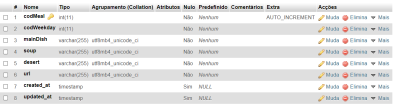 # Nome Tipo Agrupamento (Collation) Atributos Nulo Predefinido Comentários Extra Acções
1 codMeal int(11) Não Nenhum AUTO_INCREMENT Muda Elimina Mais
2 codWeekday int(11) Não Nenhum Muda Elimina Mais
3 mainDish varchar(255) utf8mb4_unicode_ci Não Nenhum Muda Elimina Mais
4 soup varchar(255) utf8mb4_unicode_ci Não Nenhum Muda Elimina Mais
5 desert varchar(255) utf8mb4_unicode_ci Não Nenhum Muda Elimina Mais
6 url varchar(255) utf8mb4_unicode_ci Não Nenhum Muda Elimina Mais
7 created_at timestamp Sim NULL Muda Elimina Mais
8 updated_at timestamp Sim NULL Muda Elimina Mais